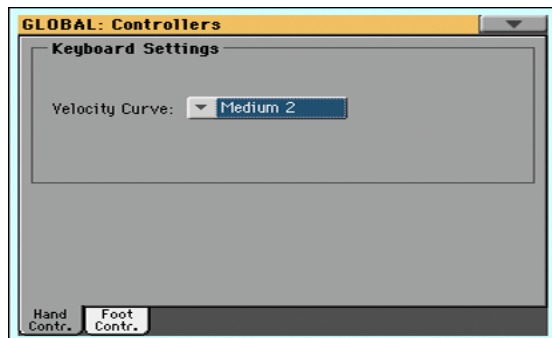 GLOBAL: Controllers
Keyboard Settings
Velocity Curve: Medium 2
Hand Contr.
Foot Contr.